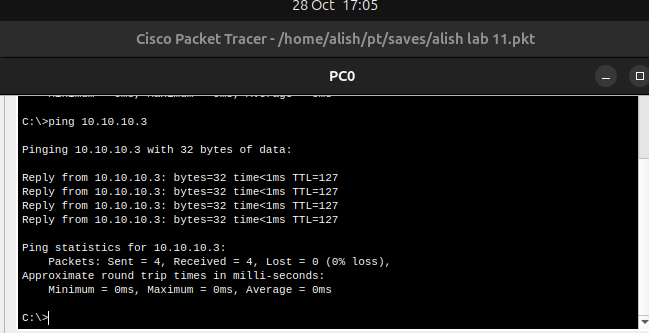 28 Oct 17:05
Cisco Packet Tracer - /home/alish/pt/saves/alish lab 11.pkt
PC0
C:\>ping 10.10.10.3
Pinging 10.10.10.3 with 32 bytes of data:
Reply from 10.10.10.3: bytes=32 time<1ms TTL=127
Reply from 10.10.10.3: bytes=32 time<1ms TTL=127
Reply from 10.10.10.3: bytes=32 time<1ms TTL=127
Reply from 10.10.10.3: bytes=32 time<1ms TTL=127
Ping statistics for 10.10.10.3:
Packets: Sent = 4, Received = 4, Lost = 0 (0% loss),
Approximate round trip times in milli-seconds:
Minimum = 0ms, Maximum = 0ms, Average = 0ms
C:\>